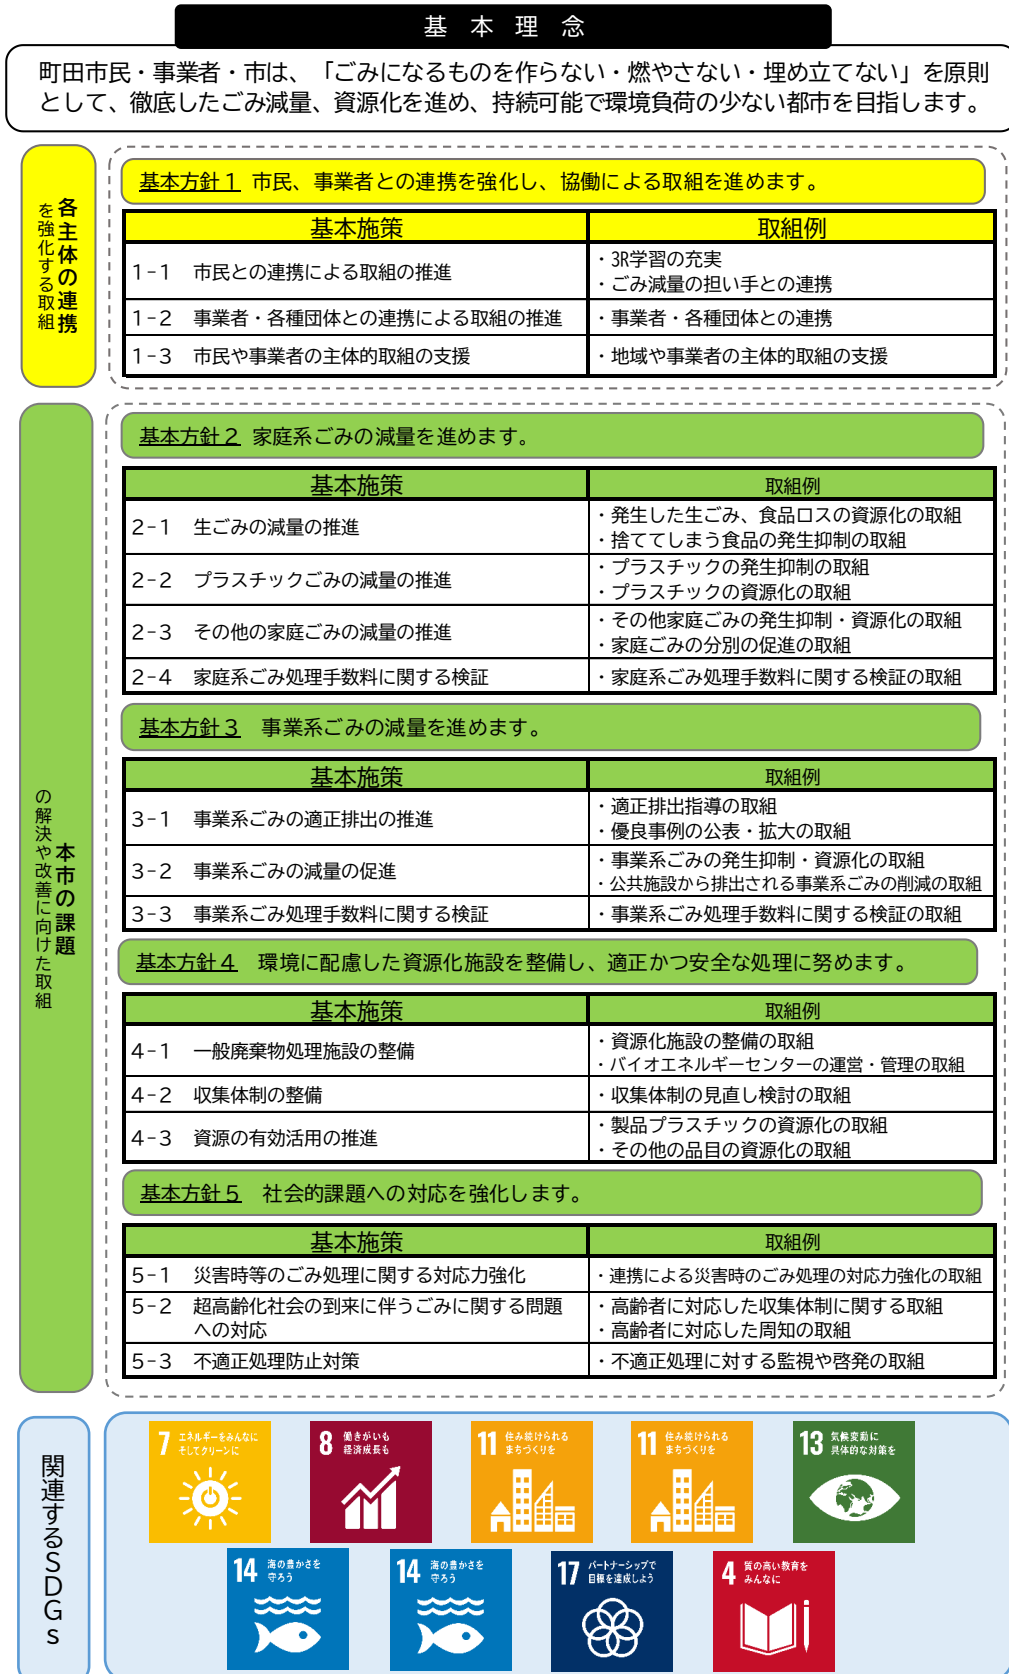 基本理念
町田市民・事業者・市は、「ごみになるものを作らない・燃やさない・埋め立てない」を原則
として、徹底したごみ減量、資源化を進め、持続可能で環境負荷の少ない都市を目指します。
各主体の連携
を強化する取組
基本方針１ 市民、事業者との連携を強化し、協働による取組を進めます。
基本施策 取組例
1-1 市民との連携による取組の推進
・3R学習の充実
・ごみ減量の担い手との連携
1-2 事業者・各種団体との連携による取組の推進 ・事業者・各種団体との連携
1-3 市民や事業者の主体的取組の支援 ・地域や事業者の主体的取組の支援
本市の課題
の解決や改善に向けた取組
基本方針２ 家庭系ごみの減量を進めます。
基本施策 取組例
2-1 生ごみの減量の推進
・発生した生ごみ、食品ロスの資源化の取組
・捨ててしまう食品の発生抑制の取組
2-2 プラスチックごみの減量の推進
・プラスチックの発生抑制の取組
・プラスチックの資源化の取組
2-3 その他の家庭ごみの減量の推進
・その他家庭ごみの発生抑制・資源化の取組
・家庭ごみの分別の促進の取組
2-4 家庭系ごみ処理手数料に関する検証 ・家庭系ごみ処理手数料に関する検証の取組
基本方針３ 事業系ごみの減量を進めます。
基本施策 取組例
3-1 事業系ごみの適正排出の推進
・適正排出指導の取組
・優良事例の公表・拡大の取組
3-2 事業系ごみの減量の促進
・事業系ごみの発生抑制・資源化の取組
・公共施設から排出される事業系ごみの削減の取組
3-3 事業系ごみ処理手数料に関する検証 ・事業系ごみ処理手数料に関する検証の取組
基本方針４ 環境に配慮した資源化施設を整備し、適正かつ安全な処理に努めます。
基本施策 取組例
4-1 一般廃棄物処理施設の整備
・資源化施設の整備の取組
・バイオエネルギーセンターの運営・管理の取組
4-2 収集体制の整備 ・収集体制の見直し検討の取組
4-3 資源の有効活用の推進
・製品プラスチックの資源化の取組
・その他の品目の資源化の取組
基本方針５ 社会的課題への対応を強化します。
基本施策 取組例
5-1 災害時等のごみ処理に関する対応力強化 ・連携による災害時のごみ処理の対応力強化の取組
5-2 超高齢化社会の到来に伴うごみに関する問題
への対応
・高齢者に対応した収集体制に関する取組
・高齢者に対応した周知の取組
5-3 不適正処理防止対策 ・不適正処理に対する監視や啓発の取組
関連するSDGs
7 エネルギーをみんなに
そしてクリーンに
8 働きがいも
経済成長も
11 住み続けられる
まちづくりを
11 住み続けられる
まちづくりを
13 気候変動に
具体的な対策を
14 海の豊かさを
守ろう
14 海の豊かさを
守ろう
17 パートナーシップで
目標を達成しよう
4 質の高い教育を
みんなに